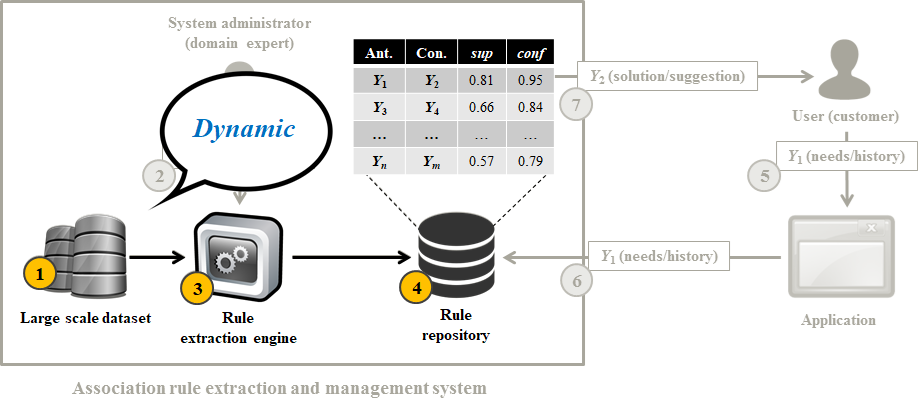 System administrator
(domain expert)
Dynamic
2
Ant. Con. sup conf
Y1 Y2 0.81 0.95
Y3 Y4 0.66 0.84
... ... ... ...
Yn Ym 0.57 0.79
Y2 (solution/suggestion)
7
User (customer)
Y1 (needs/history)
5
1
Large scale dataset
3
Rule
extraction engine
4
Rule
repository
Y1 (needs/history)
6
Application
Association rule extraction and management system